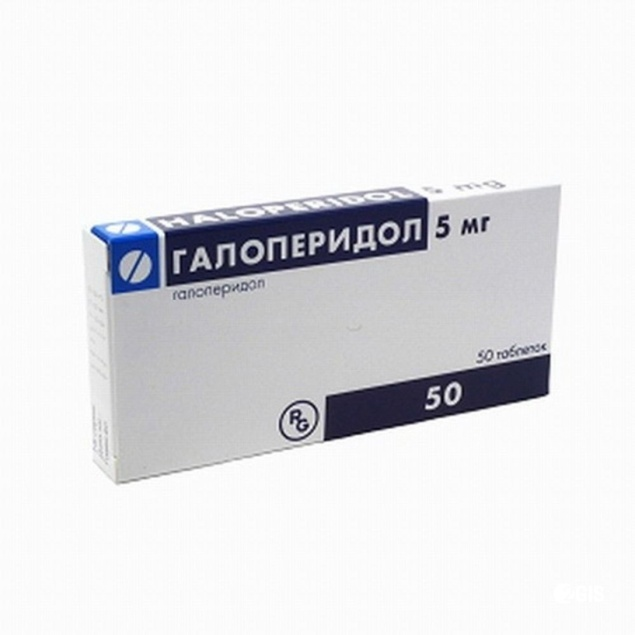 HALOPERIDOL 5 mg
ГАЛОПЕРИДОЛ 5 мг
галоперидол
50 таблеток
50
RG